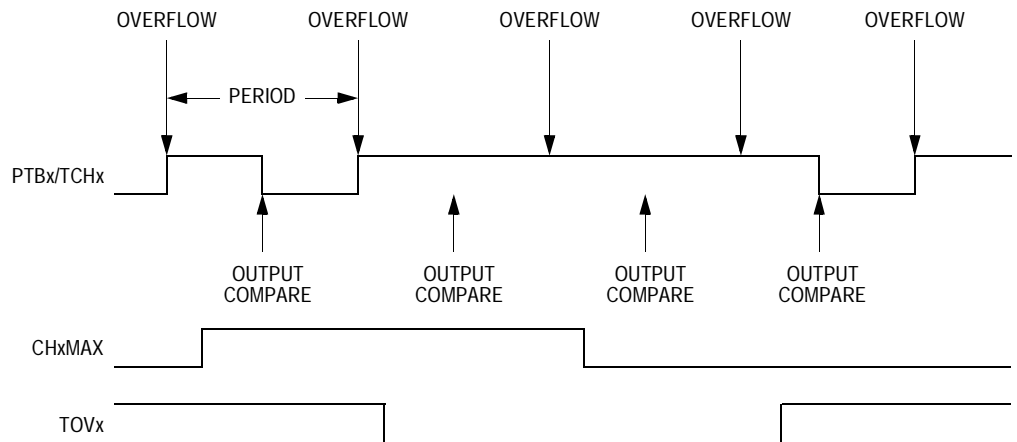 OVERFLOW OVERFLOW OVERFLOW OVERFLOW OVERFLOW
PERIOD
PTBx/TCHx
OUTPUT COMPARE
OUTPUT COMPARE
OUTPUT COMPARE
OUTPUT COMPARE
CHxMAX
TOVx